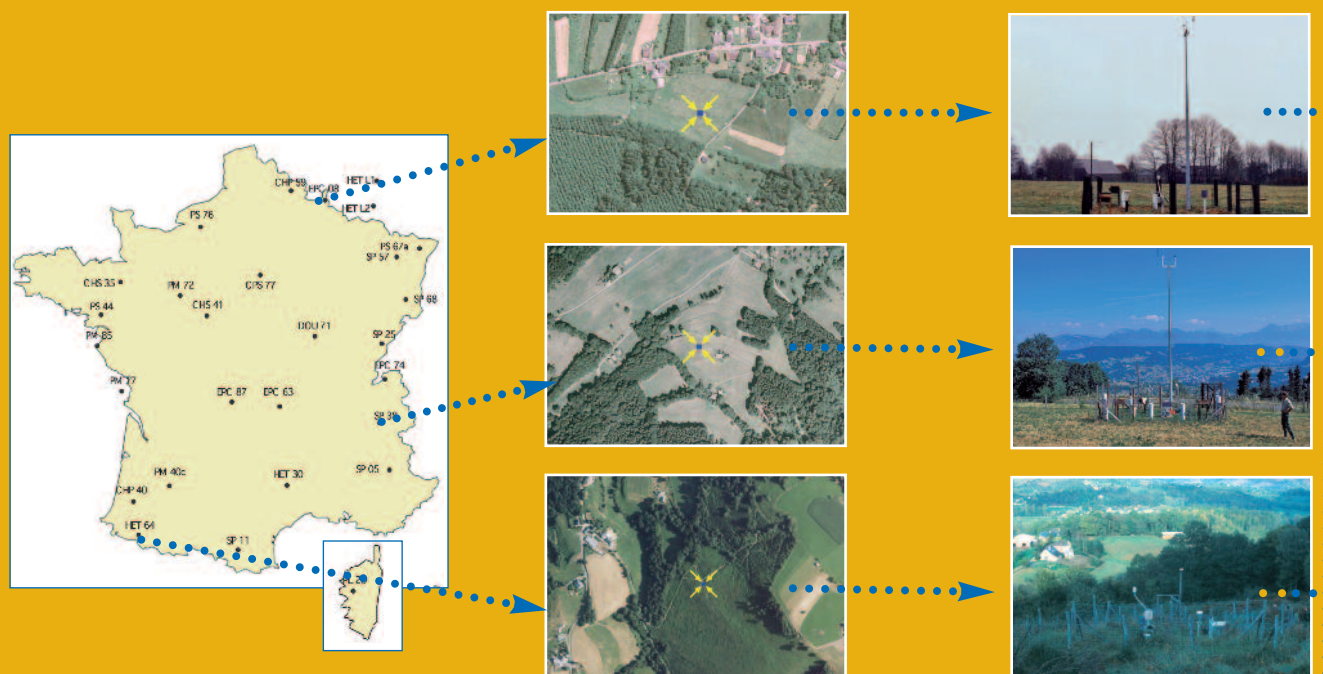 CHP 59
EPC 08
HET L1
HET L2
PS 76
PS 67a
SP 57
CHS 35
PM 72
CPS 77
SP 68
PS 44
CHS 41
PM 85
DOU 71
SP 25
EPC 74
PM 17
EPC 87
EPC 63
SP 38
PM 40c
HET 30
SP 05
CHP 40
HET 64
SP 11